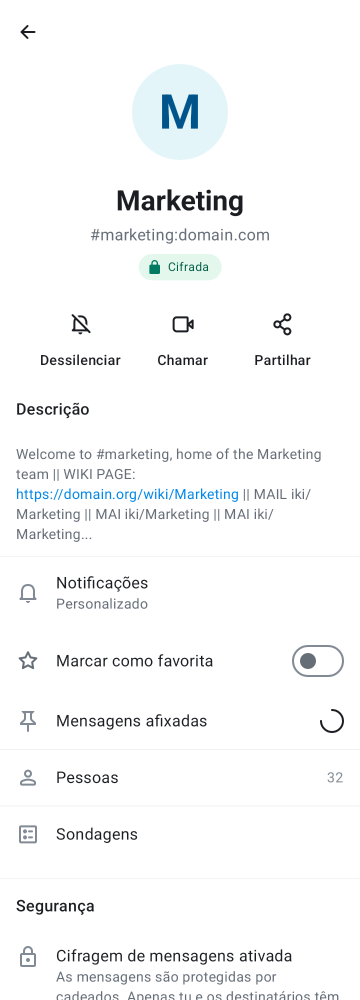 M
Marketing
#marketing:domain.com
Cifrada
Dessilenciar
Chamar
Partilhar
Descrição
Welcome to #marketing, home of the Marketing
team || WIKI PAGE:
https://domain.org/wiki/Marketing || MAIL iki/
Marketing || MAI iki/Marketing || MAI iki/
Marketing...
Notificações
Personalizado
Marcar como favorita
Mensagens afixadas
Pessoas
32
Sondagens
Segurança
Cifragem de mensagens ativada
As mensagens são protegidas por
cadeados. Apenas tu e os destinatários têm